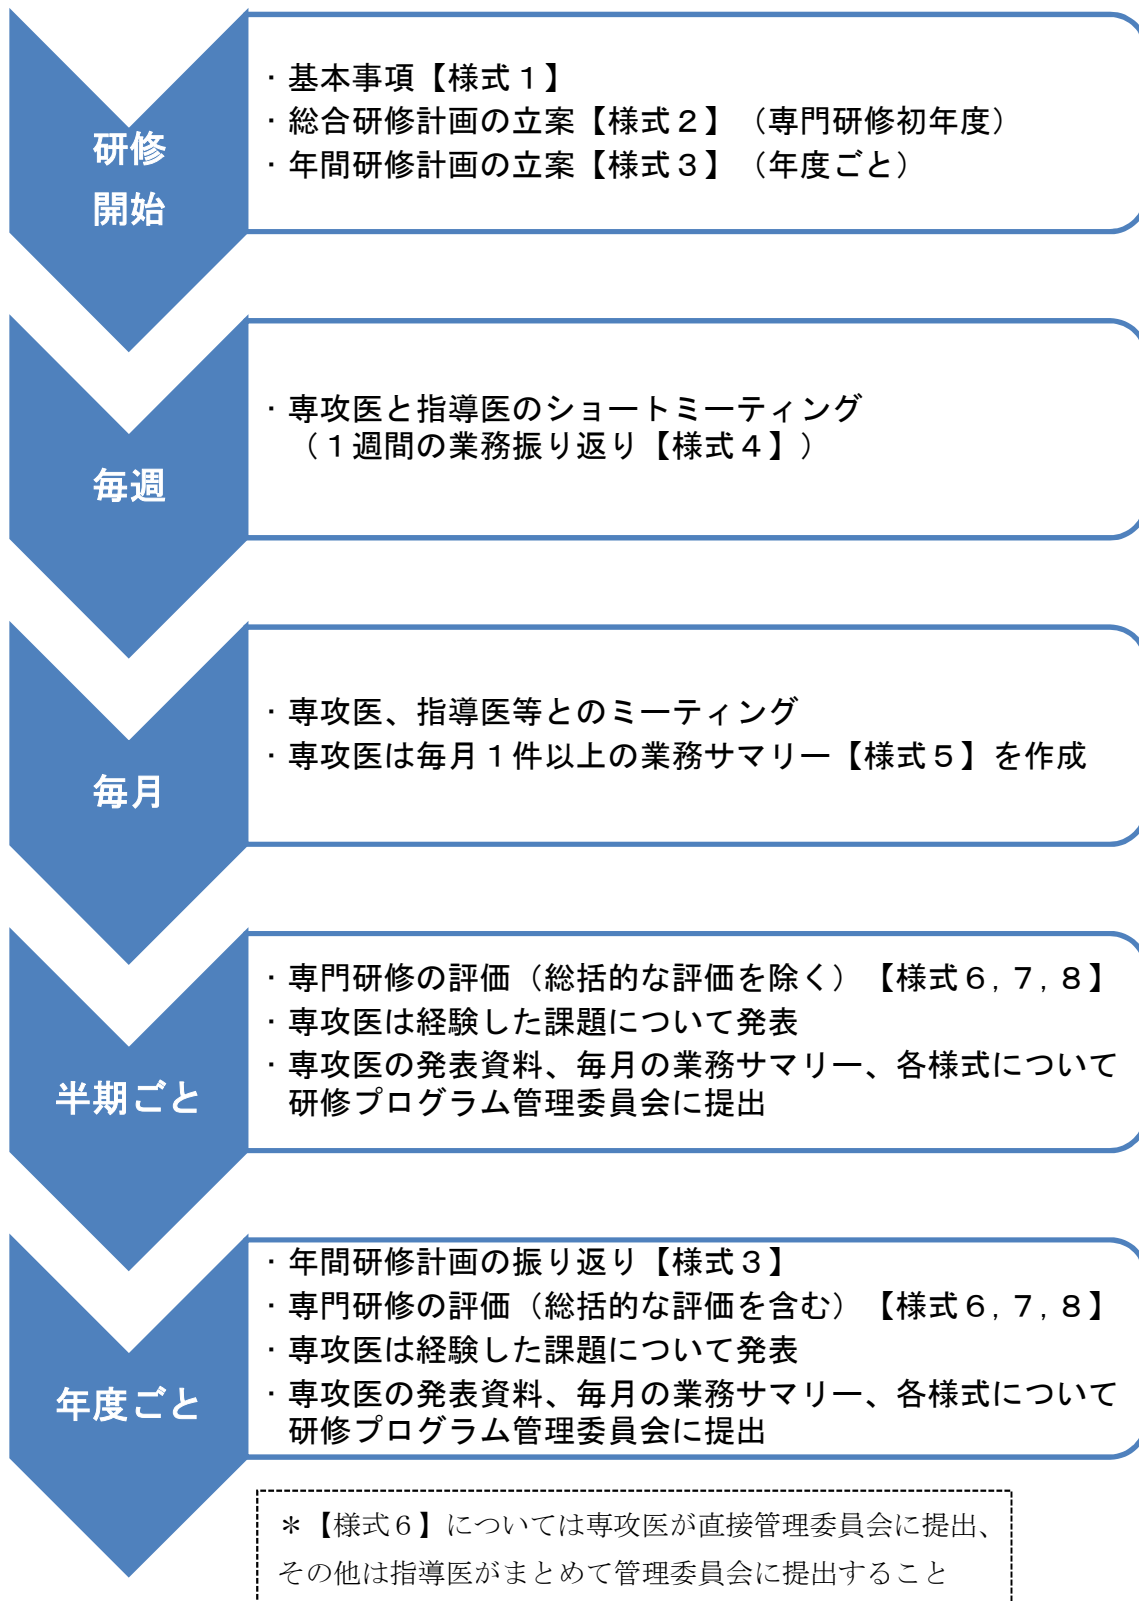 研修
開始
・基本事項【様式１】
・総合研修計画の立案【様式２】（専門研修初年度）
・年間研修計画の立案【様式３】（年度ごと）
毎週
・専攻医と指導医のショートミーティング
（１週間の業務振り返り【様式４】）
毎月
・専攻医、指導医等とのミーティング
・専攻医は毎月１件以上の業務サマリー【様式５】を作成
半期ごと
・専門研修の評価（総括的な評価を除く）【様式６，７，８】
・専攻医は経験した課題について発表
・専攻医の発表資料、毎月の業務サマリー、各様式について
研修プログラム管理委員会に提出
年度ごと
・年間研修計画の振り返り【様式３】
・専門研修の評価（総括的な評価を含む）【様式６，７，８】
・専攻医は経験した課題について発表
・専攻医の発表資料、毎月の業務サマリー、各様式について
研修プログラム管理委員会に提出
＊【様式６】については専攻医が直接管理委員会に提出、
その他は指導医がまとめて管理委員会に提出すること